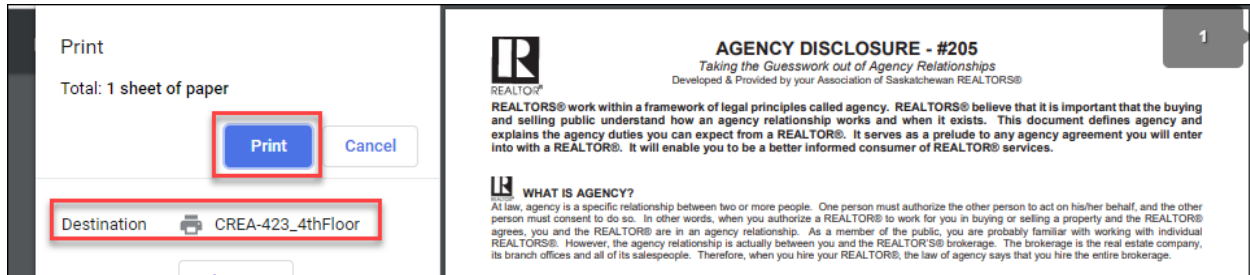 Print
Total: 1 sheet of paper
Print Cancel
Destination CREA-423_4thFloor
1
R
REALTOR®
AGENCY DISCLOSURE - #205
Taking the Guesswork out of Agency Relationships
Developed & Provided by your Association of Saskatchewan REALTORS®
REALTORS® work within a framework of legal principles called agency. REALTORS® believe that it is important that the buying
and selling public understand how an agency relationship works and when it exists. This document defines agency and
explains the agency duties you can expect from a REALTOR®. It serves as a prelude to any agency agreement you will enter
into with a REALTOR®. It will enable you to be a better informed consumer of REALTOR® services.
R
REALTOR®
WHAT IS AGENCY?
At law, agency is a specific relationship between two or more people. One person must authorize the other person to act on his/her behalf, and the other
person must consent to do so. In other words, when you authorize a REALTOR® to work for you in buying or selling a property and the REALTOR®
agrees, you and the REALTOR® are in an agency relationship. As a member of the public, you are probably familiar with working with individual
REALTORS®. However, the agency relationship is actually between you and the REALTOR'S® brokerage. The brokerage is the real estate company,
its branch offices and all of its salespeople. Therefore, when you hire your REALTOR®, the law of agency says that you hire the entire brokerage.